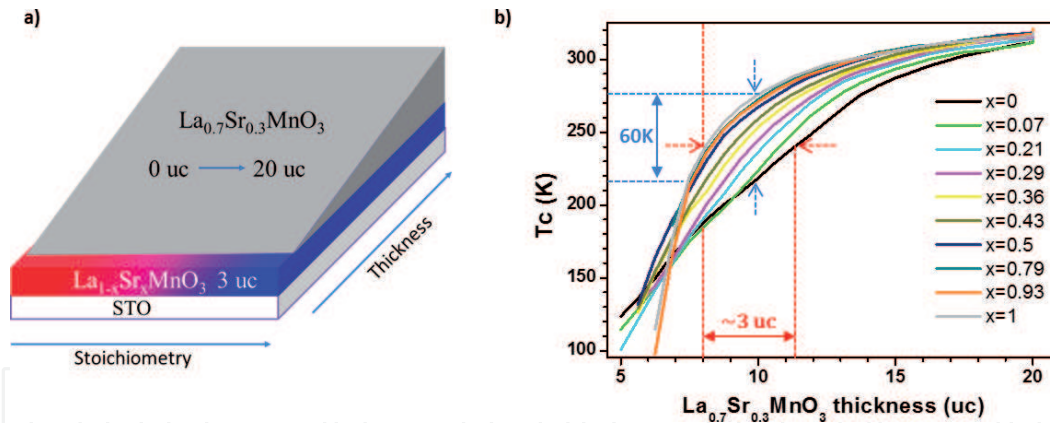 a)
La₀.₇Sr₀.₃MnO₃
0 uc → 20 uc
La₁₋ₓSrₓMnO₃ 3 uc
STO
Stoichiometry
Thickness
b)
Tc (K)
300
250
200
150
100
60K
~3 uc
x=0
x=0.07
x=0.21
x=0.29
x=0.36
x=0.43
x=0.5
x=0.79
x=0.93
x=1
5
10
15
20
La₀.₇Sr₀.₃MnO₃ thickness (uc)